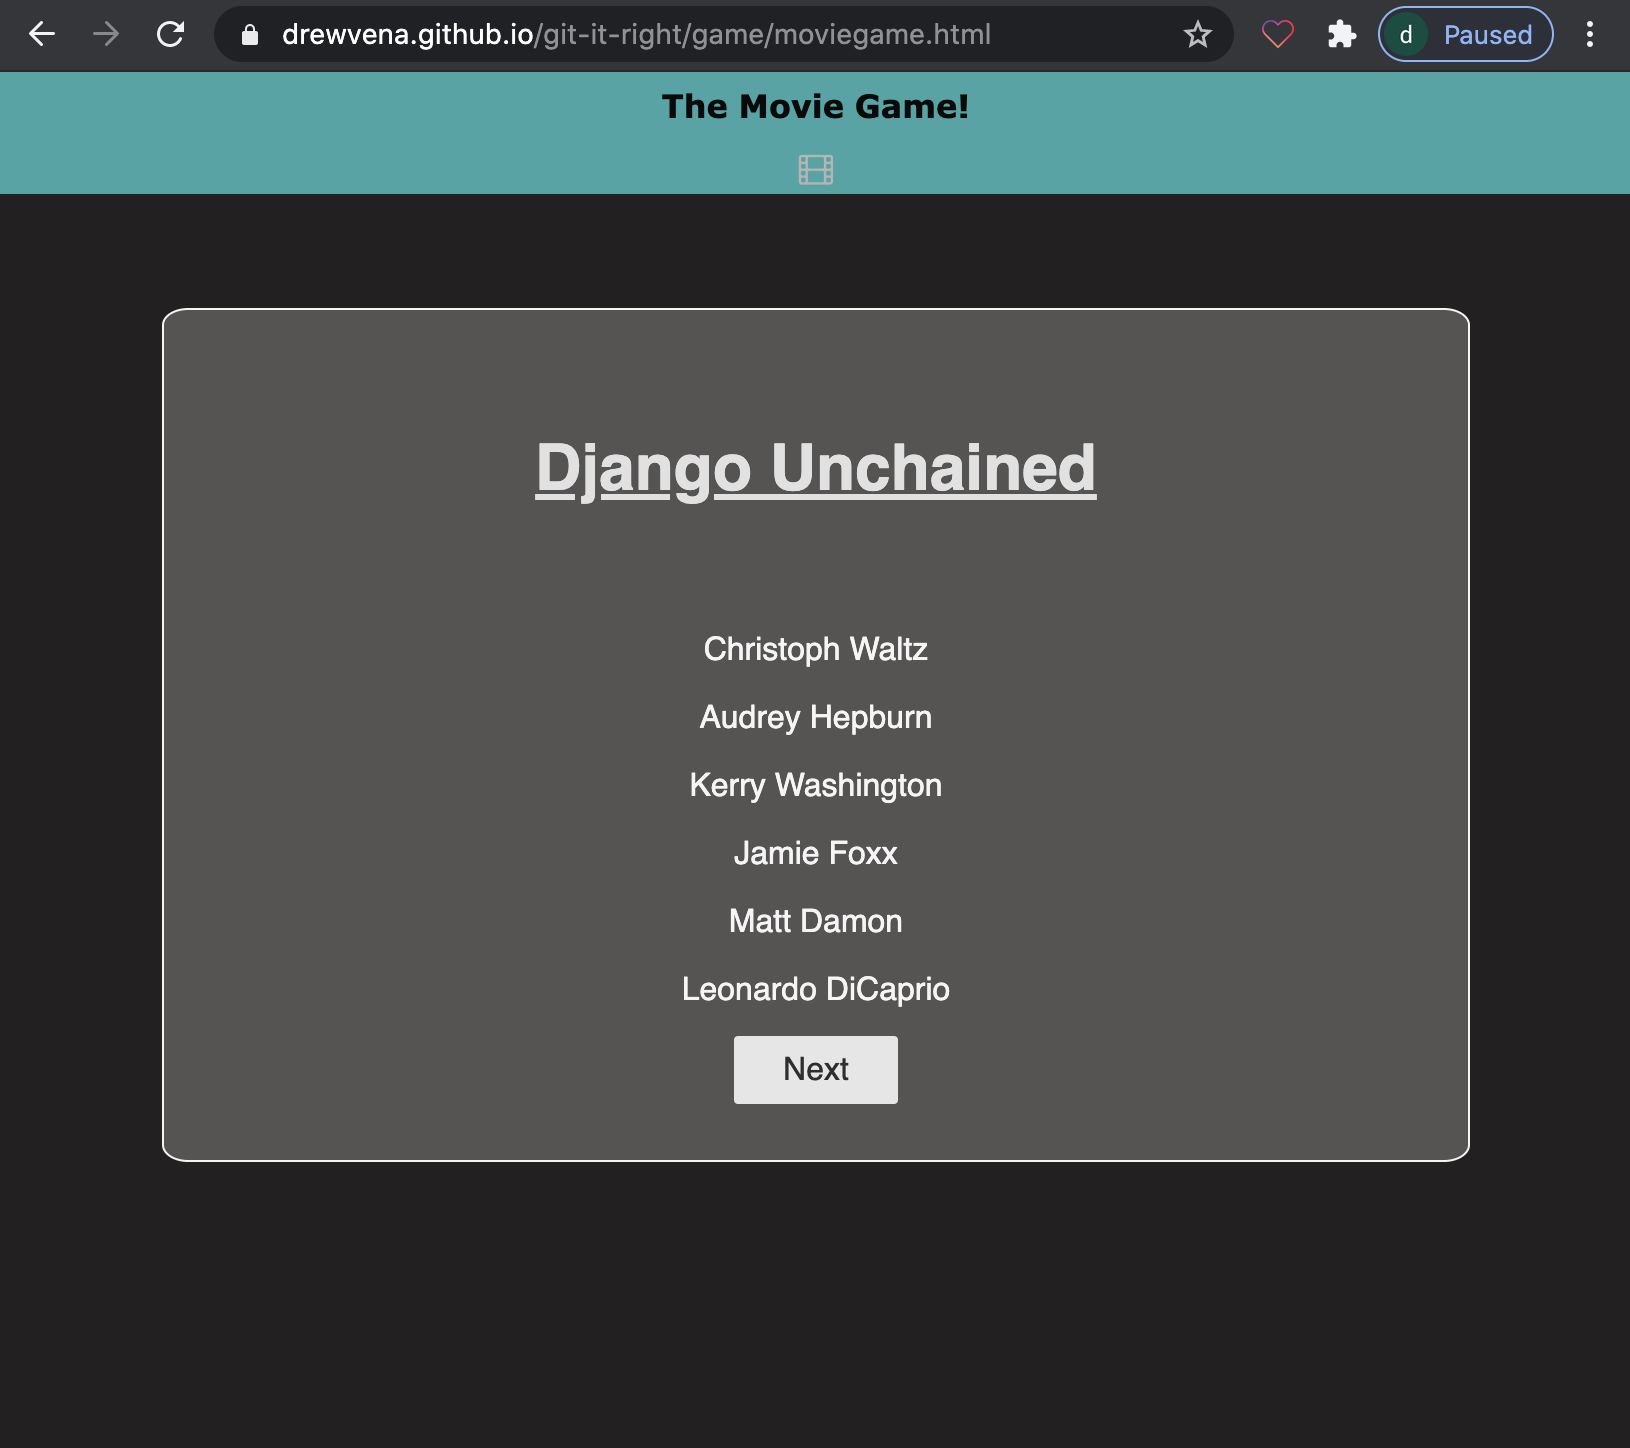 drewvena.github.io/git-it-right/game/moviegame.html
d
Paused
The Movie Game!
Django Unchained
Christoph Waltz
Audrey Hepburn
Kerry Washington
Jamie Foxx
Matt Damon
Leonardo DiCaprio
Next